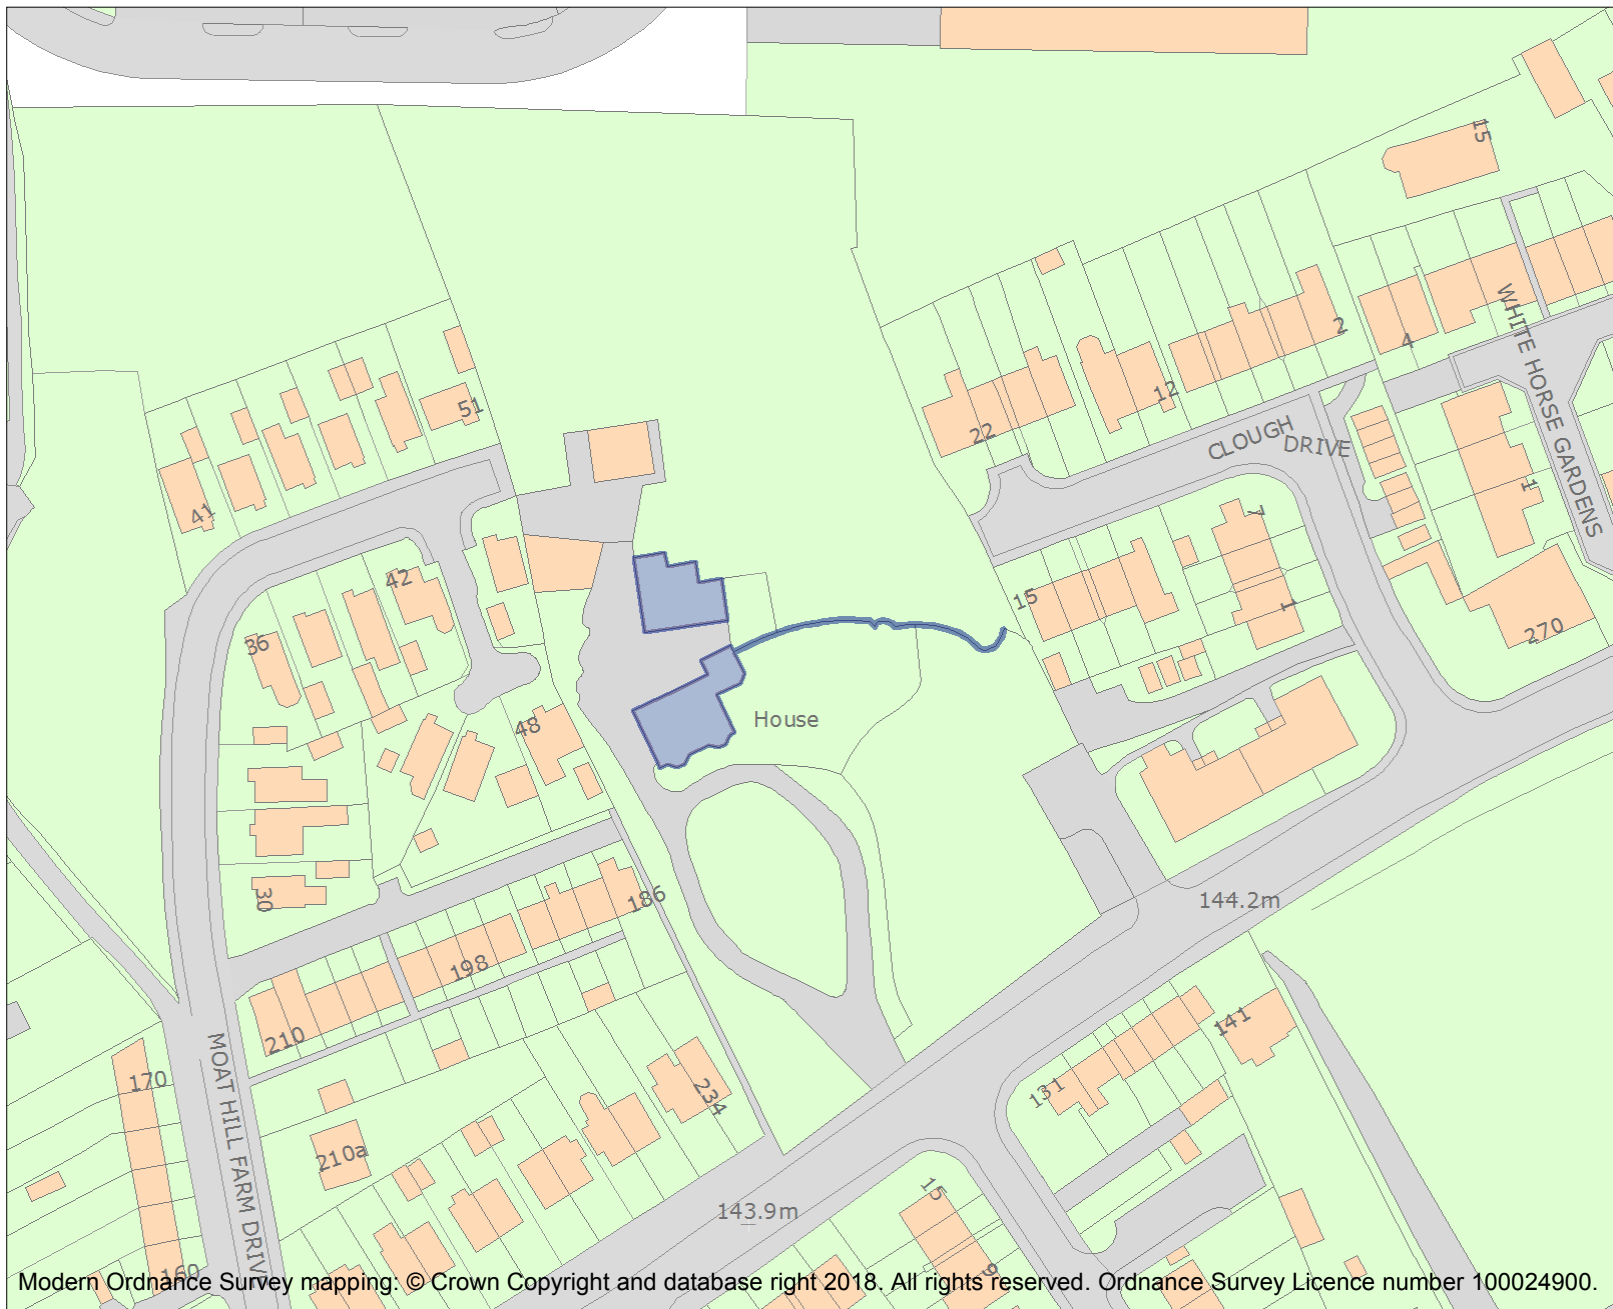 15
WHITE HORSE GARDENS
2
4
12
22
CLOUGH
DRIVE
51
41
1
7
42
15
1
36
270
House
48
30
186
144.2m
198
210
141
MOAT HILL FARM DRIVE
170
131
234
210a
15
143.9m
160
9
Modern Ordnance Survey mapping: © Crown Copyright and database right 2018. All rights reserved. Ordnance Survey Licence number 100024900.